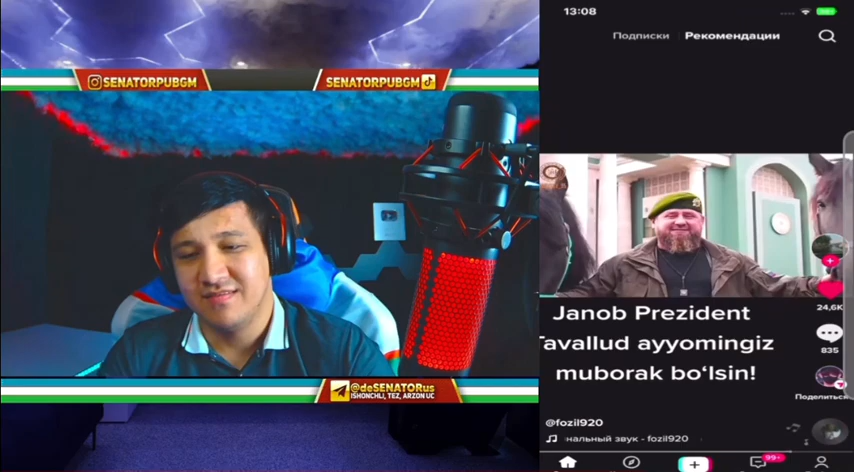 SENATORPUBGM
SENATORPUBGM
@deSENATORus
ISHONCHLI, TEZ, ARZON UC
13:08
Подписки
Рекомендации
24,6K
Janob Prezident
Tavallud ayyomingiz
muborak bo‘lsin!
835
Поделиться
@fozil920
нальный звук - fozil920
99+